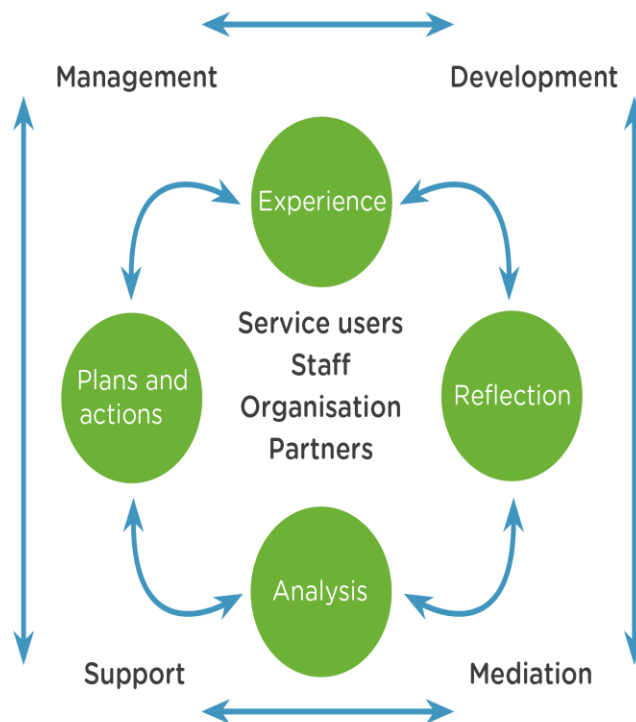 Management
Development
Experience
Service users
Staff
Organisation
Partners
Plans and
actions
Reflection
Analysis
Support
Mediation